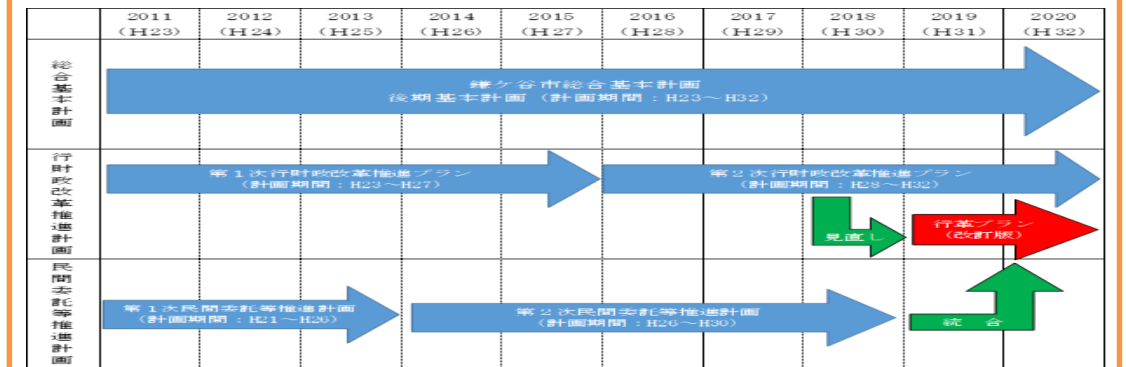 2011 2012 2013 2014 2015 2016 2017 2018 2019 2020
(H23) (H24) (H25) (H26) (H27) (H28) (H29) (H30) (H31) (H32)
総合基本計画
鎌ケ谷市総合基本計画
後期基本計画（計画期間：H23～H32）
行財政改革推進計画
第1次行財政改革推進プラン
（計画期間：H23～H27）
第2次行財政改革推進プラン
（計画期間：H28～H32）
見直し
行革プラン
（改訂版）
民間委託等推進計画
第1次民間委託等推進計画
（計画期間：H21～H26）
第2次民間委託等推進計画
（計画期間：H26～H30）
統 合